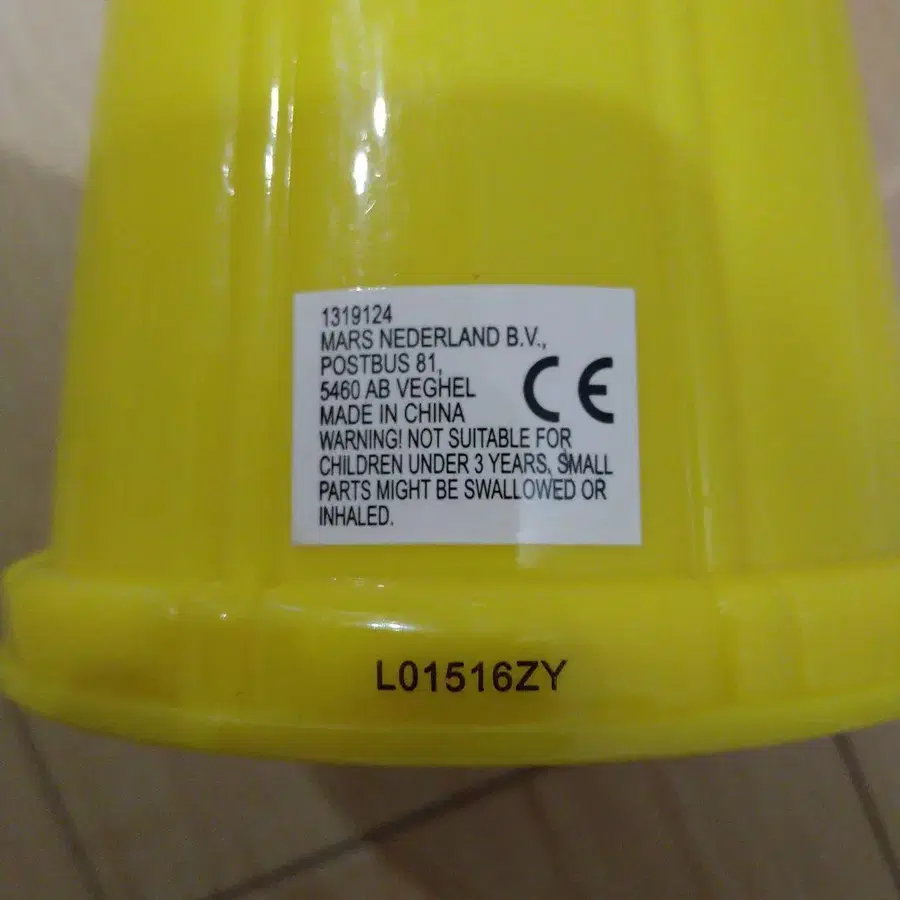 1319124
MARS NEDERLAND B.V.,
POSTBUS 81,
5460 AB VEGHEL
MADE IN CHINA
CE
WARNING! NOT SUITABLE FOR
CHILDREN UNDER 3 YEARS, SMALL
PARTS MIGHT BE SWALLOWED OR
INHALED.
L01516ZY